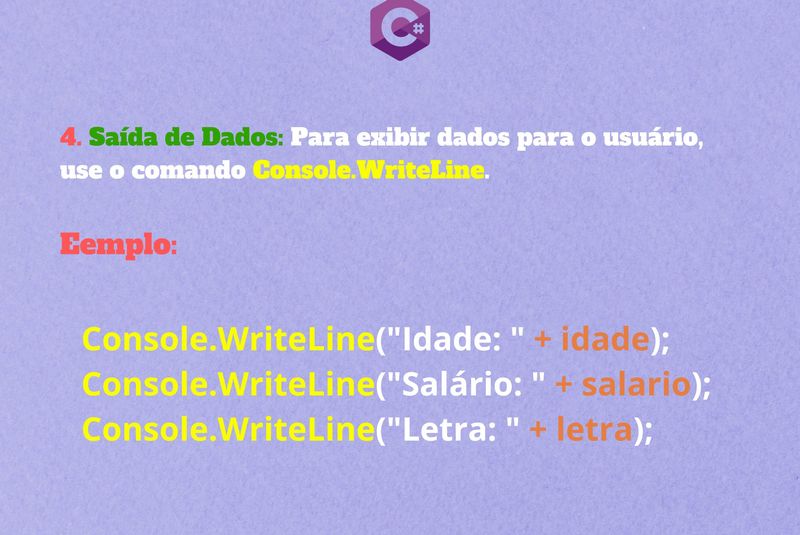 C#
4. Saída de Dados: Para exibir dados para o usuário,
use o comando Console.WriteLine.
Eemplo:
Console.WriteLine("Idade: " + idade);
Console.WriteLine("Salário: " + salario);
Console.WriteLine("Letra: " + letra);